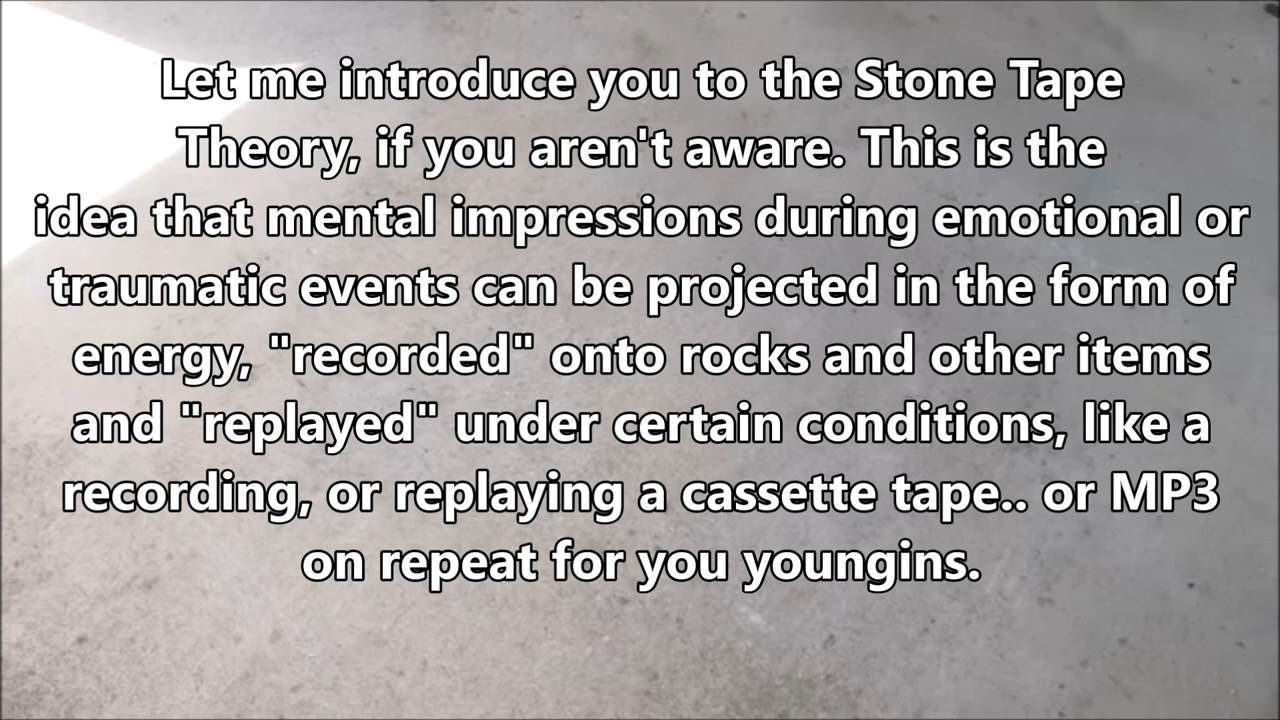 Let me introduce you to the Stone Tape
Theory, if you aren't aware. This is the
idea that mental impressions during emotional or
traumatic events can be projected in the form of
energy, "recorded" onto rocks and other items
and "replayed" under certain conditions, like a
recording, or replaying a cassette tape.. or MP3
on repeat for you youngins.